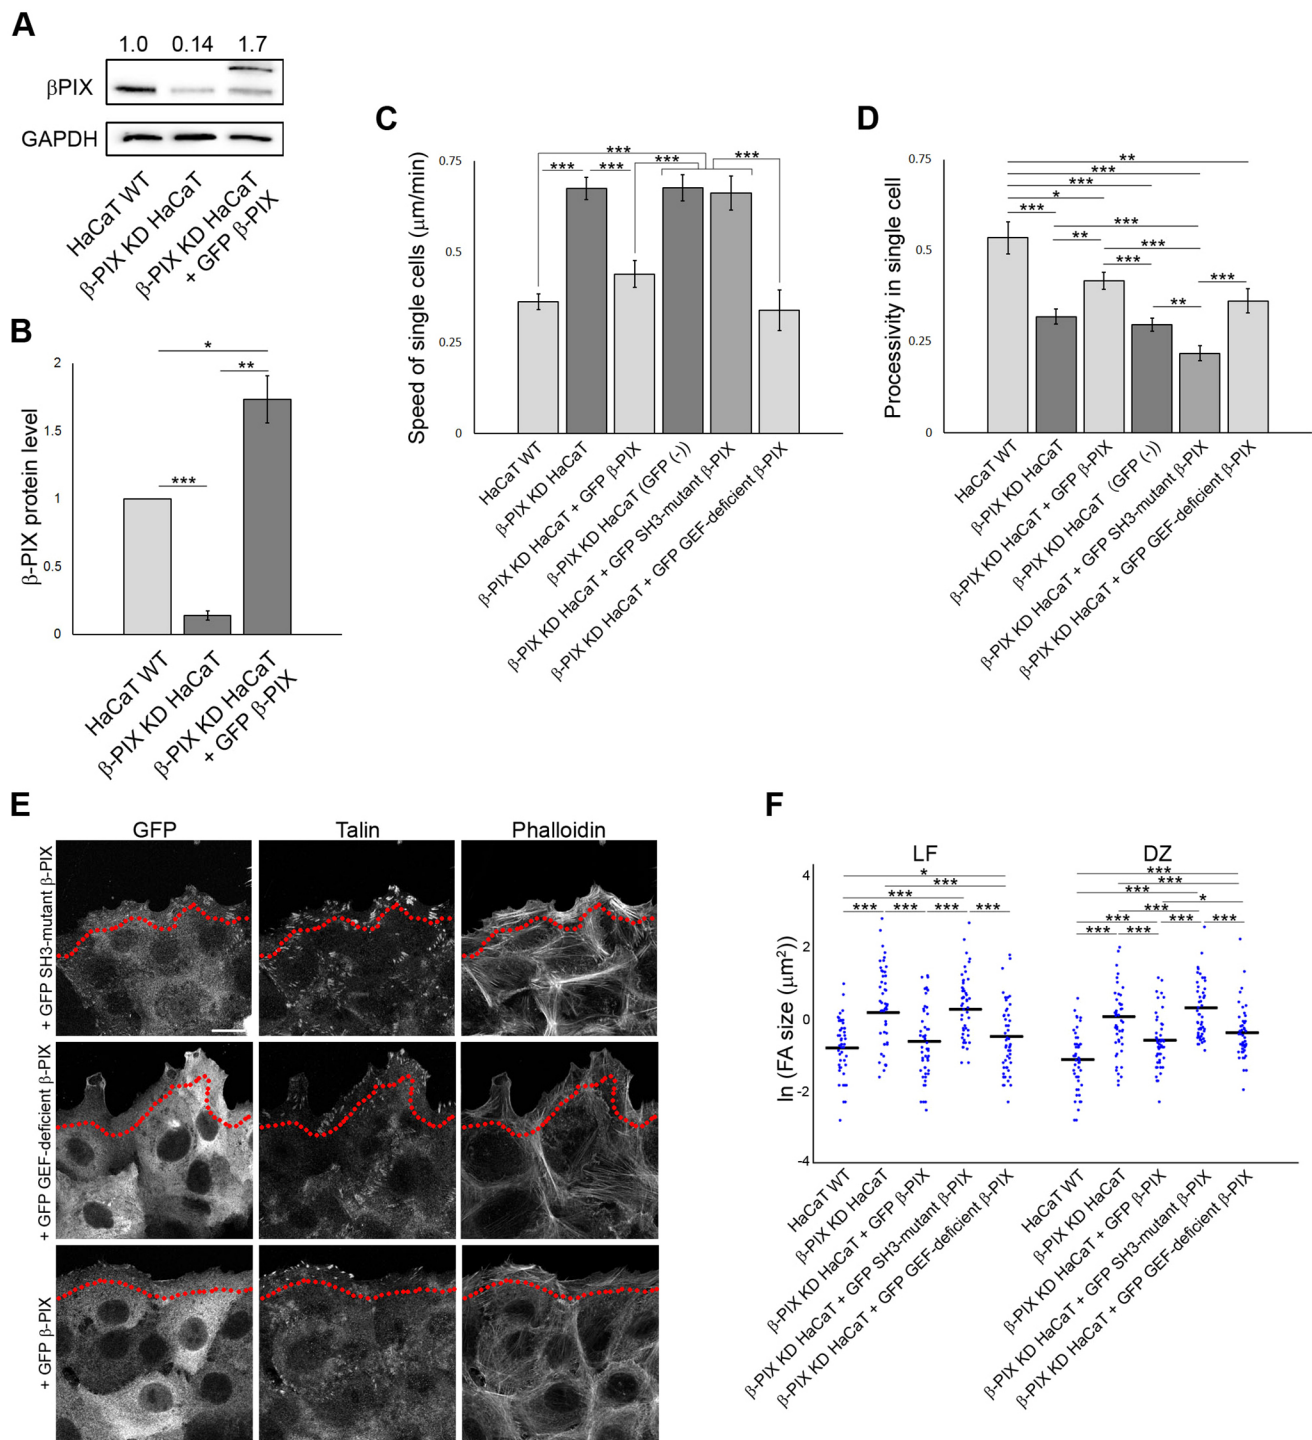 A
1.0 0.14 1.7
βPIX
GAPDH
HaCaT WT
β-PIX KD HaCaT
β-PIX KD HaCaT
+ GFP β-PIX
B
β-PIX protein level
2
1.5
1
0.5
0
*
**
***
HaCaT WT
β-PIX KD HaCaT
β-PIX KD HaCaT
+ GFP β-PIX
C
Speed of single cells (μm/min)
0.75
0.5
0.25
0
***
*** *** *** ***
HaCaT WT
β-PIX KD HaCaT
β-PIX KD HaCaT + GFP β-PIX
β-PIX KD HaCaT (GFP (-))
β-PIX KD HaCaT + GFP SH3-mutant β-PIX
β-PIX KD HaCaT + GFP GEF-deficient β-PIX
D
Processivity in single cell
0.75
0.5
0.25
0
**
***
***
*
***
***
**
***
***
***
**
HaCaT WT
β-PIX KD HaCaT
β-PIX KD HaCaT + GFP β-PIX
β-PIX KD HaCaT (GFP (-))
β-PIX KD HaCaT + GFP SH3-mutant β-PIX
β-PIX KD HaCaT + GFP GEF-deficient β-PIX
E
GFP Talin Phalloidin
+ GFP SH3-mutant β-PIX
+ GFP GEF-deficient β-PIX
+ GFP β-PIX
F
LF DZ
ln (FA size (μm²))
4
2
0
-2
-4
*
***
***
*** *** *** ***
***
***
***
*
***
*** *** ***
*** ***
HaCaT WT
β-PIX KD HaCaT
β-PIX KD HaCaT + GFP β-PIX
β-PIX KD HaCaT + GFP SH3-mutant β-PIX
β-PIX KD HaCaT + GFP GEF-deficient β-PIX
HaCaT WT
β-PIX KD HaCaT
β-PIX KD HaCaT + GFP β-PIX
β-PIX KD HaCaT + GFP SH3-mutant β-PIX
β-PIX KD HaCaT + GFP GEF-deficient β-PIX